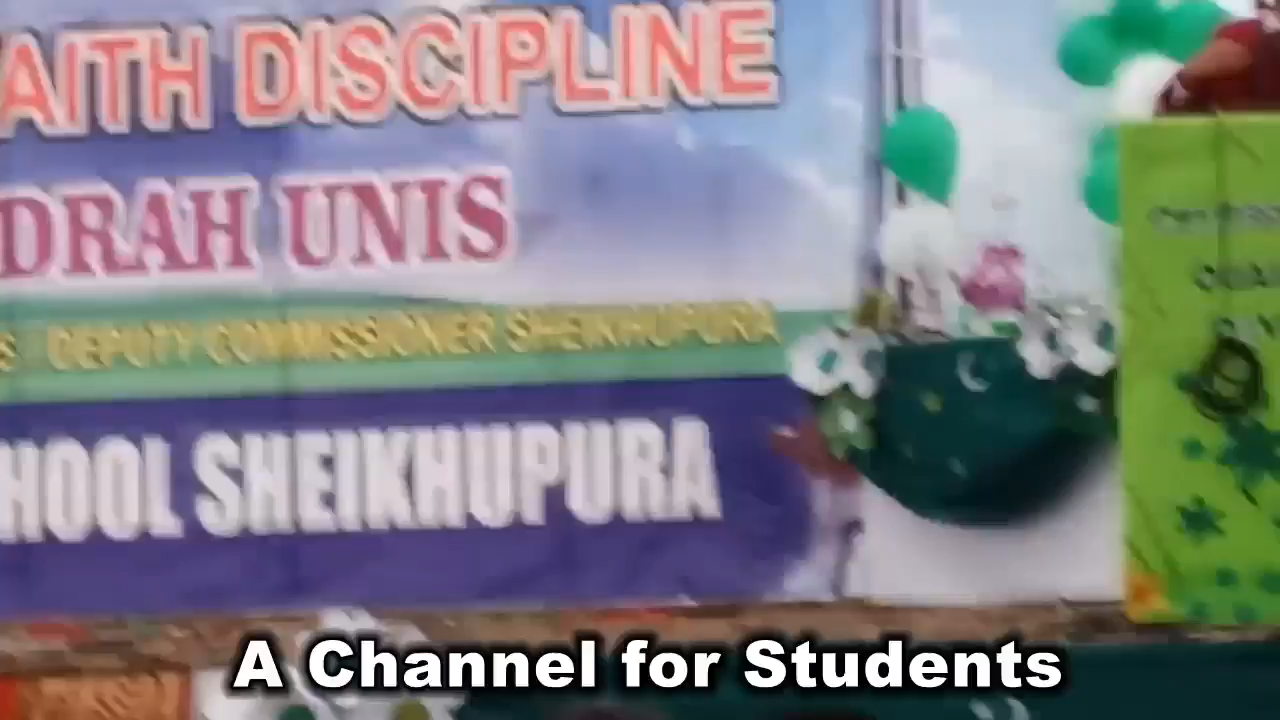 AITH DISCIPLINE
DRAH UNIS
S DEPUTY COMMISSIONER SHEIKHUPURA
HOOL SHEIKHUPURA
A Channel for Students